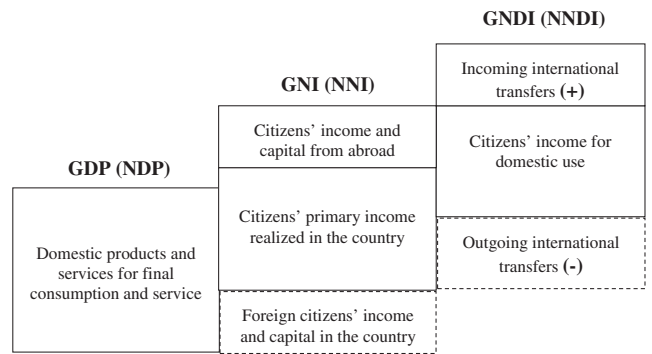 GDP (NDP)
Domestic products and
services for final
consumption and service
GNI (NNI)
Citizens’ income and
capital from abroad
Citizens’ primary income
realized in the country
Foreign citizens’ income
and capital in the country
GNDI (NNDI)
Incoming international
transfers (+)
Citizens’ income for
domestic use
Outgoing international
transfers (-)